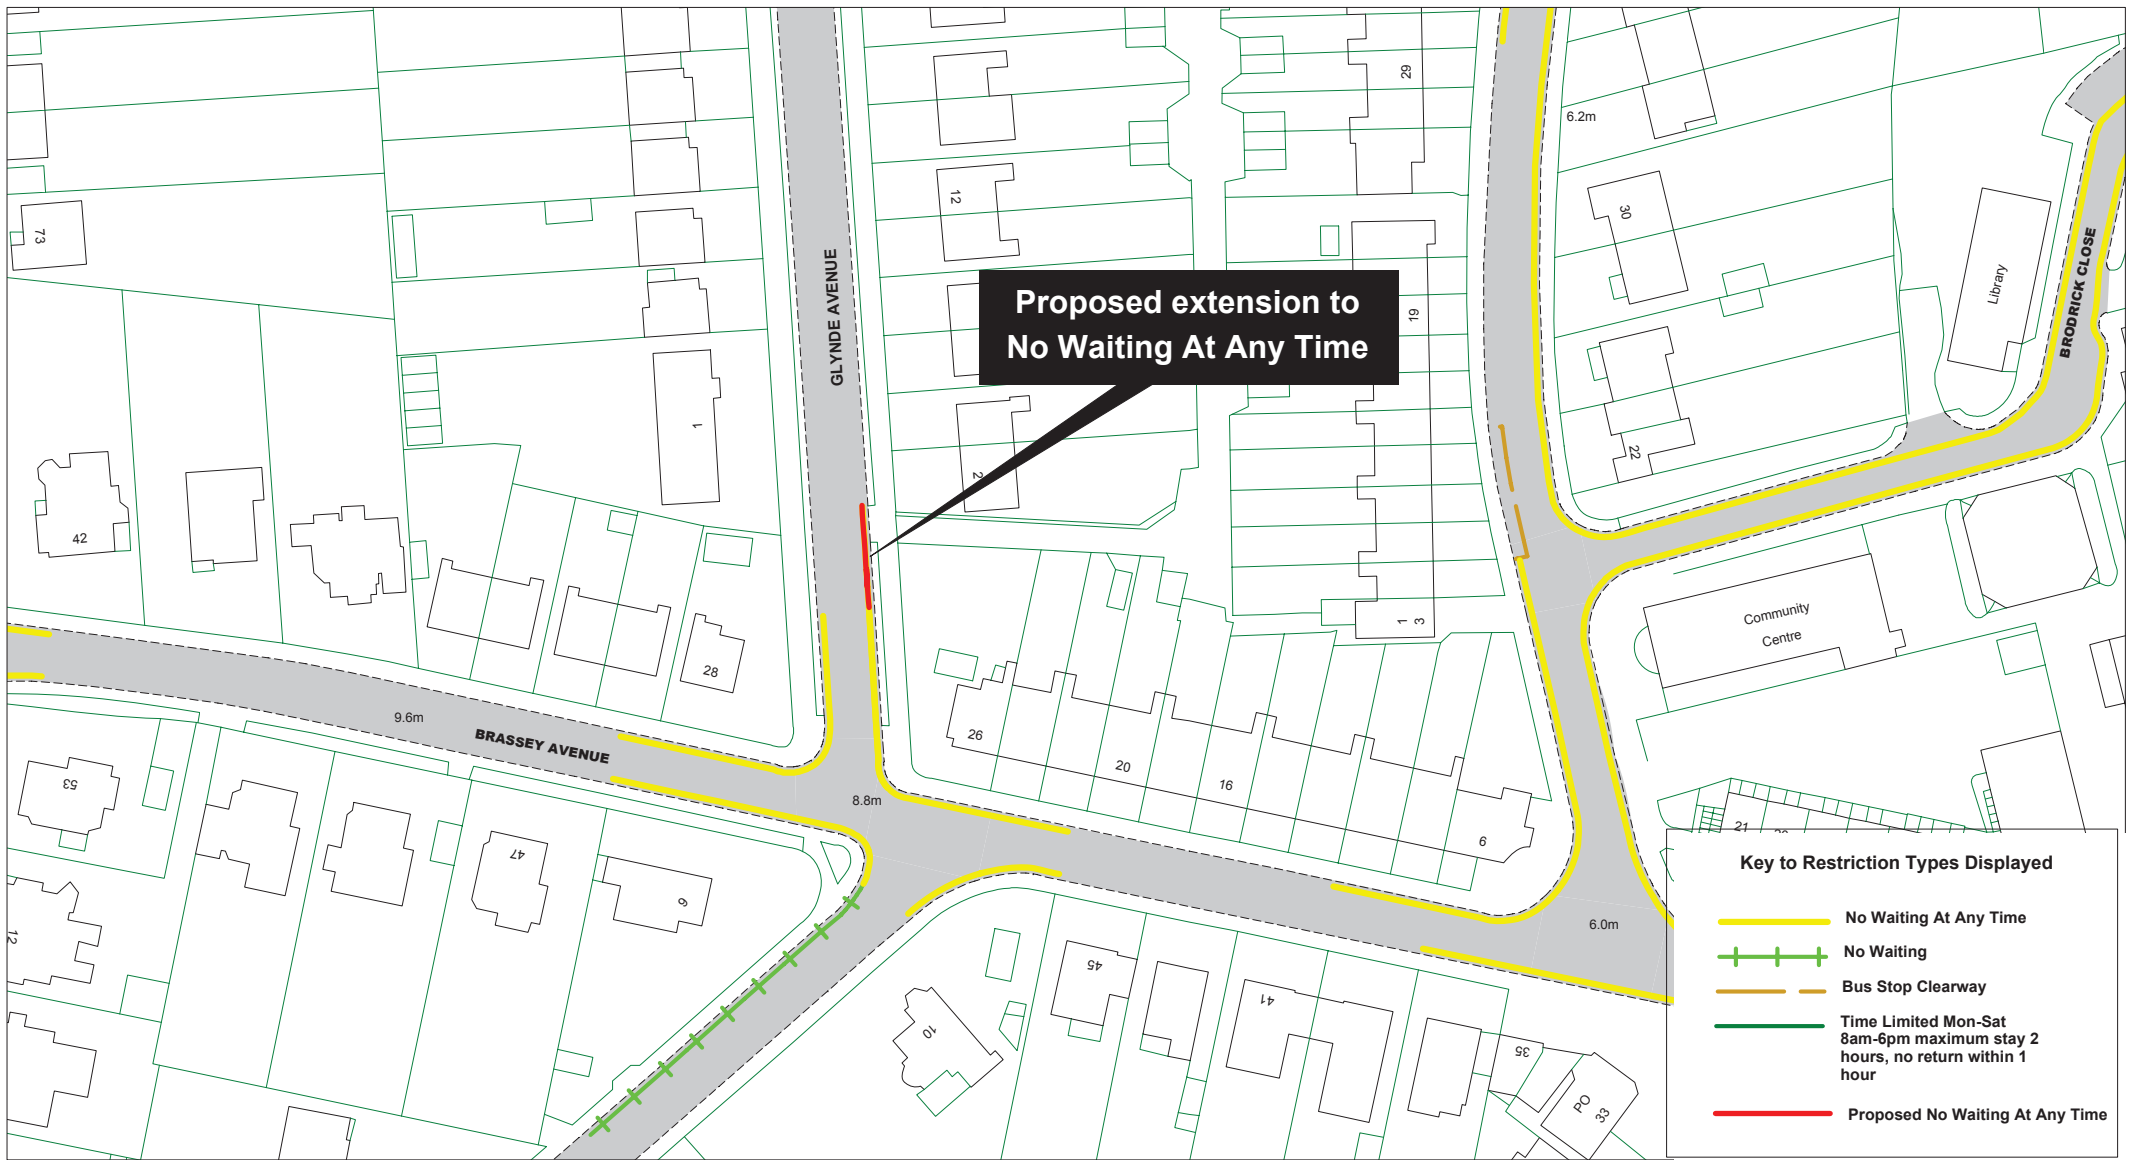 29
6.2m
12
30
73
GLYNDE AVENUE
Library
BRODRICK CLOSE
Proposed extension to
No Waiting At Any Time
19
1
2
22
42
Community
Centre
1 3
28
9.6m
BRASSEY AVENUE
26
20
16
6
8.8m
53
47
9
12
21
6.0m
45
41
10
35
PO
33
Key to Restriction Types Displayed
No Waiting At Any Time
No Waiting
Bus Stop Clearway
Time Limited Mon-Sat
8am-6pm maximum stay 2
hours, no return within 1
hour
Proposed No Waiting At Any Time